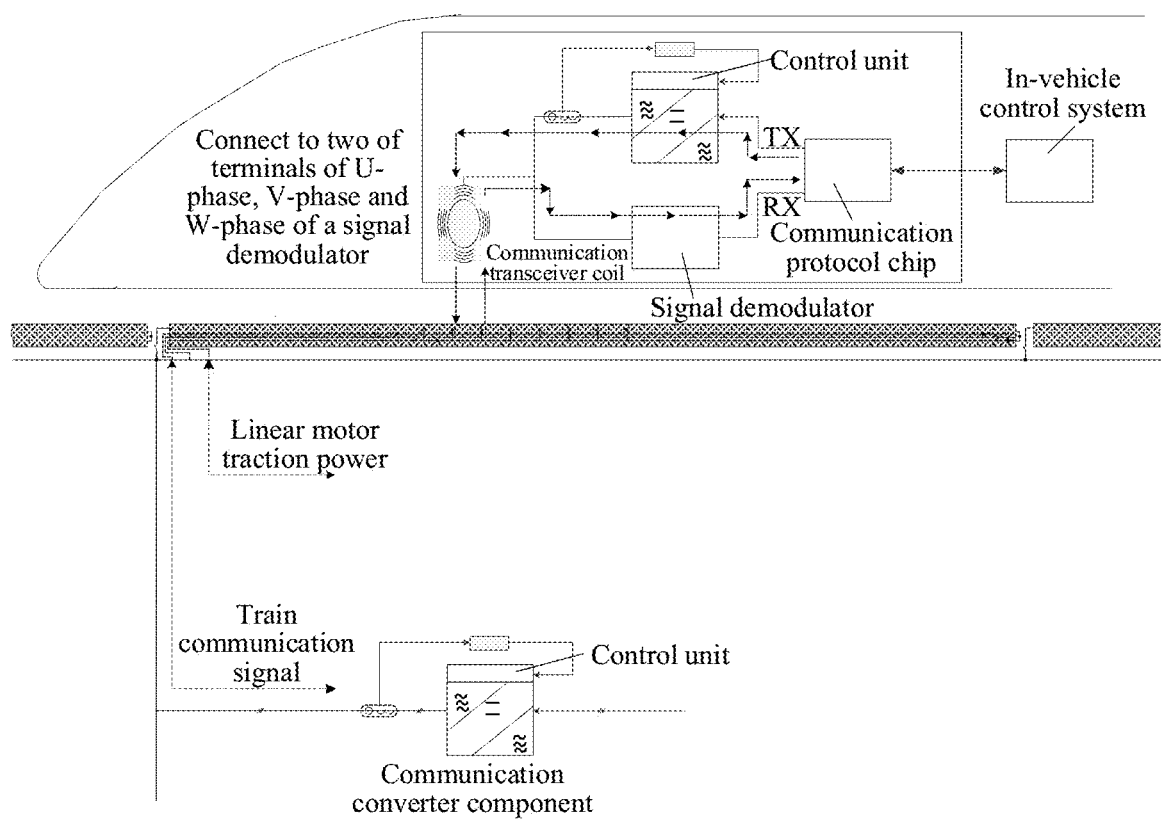 Control unit
In-vehicle
control system
Connect to two of
terminals of U-
phase, V-phase and
W-phase of a signal
demodulator
TX
RX
Communication
protocol chip
Communication
transceiver coil
Signal demodulator
Linear motor
traction power
Train
communication
signal
Control unit
Communication
converter component